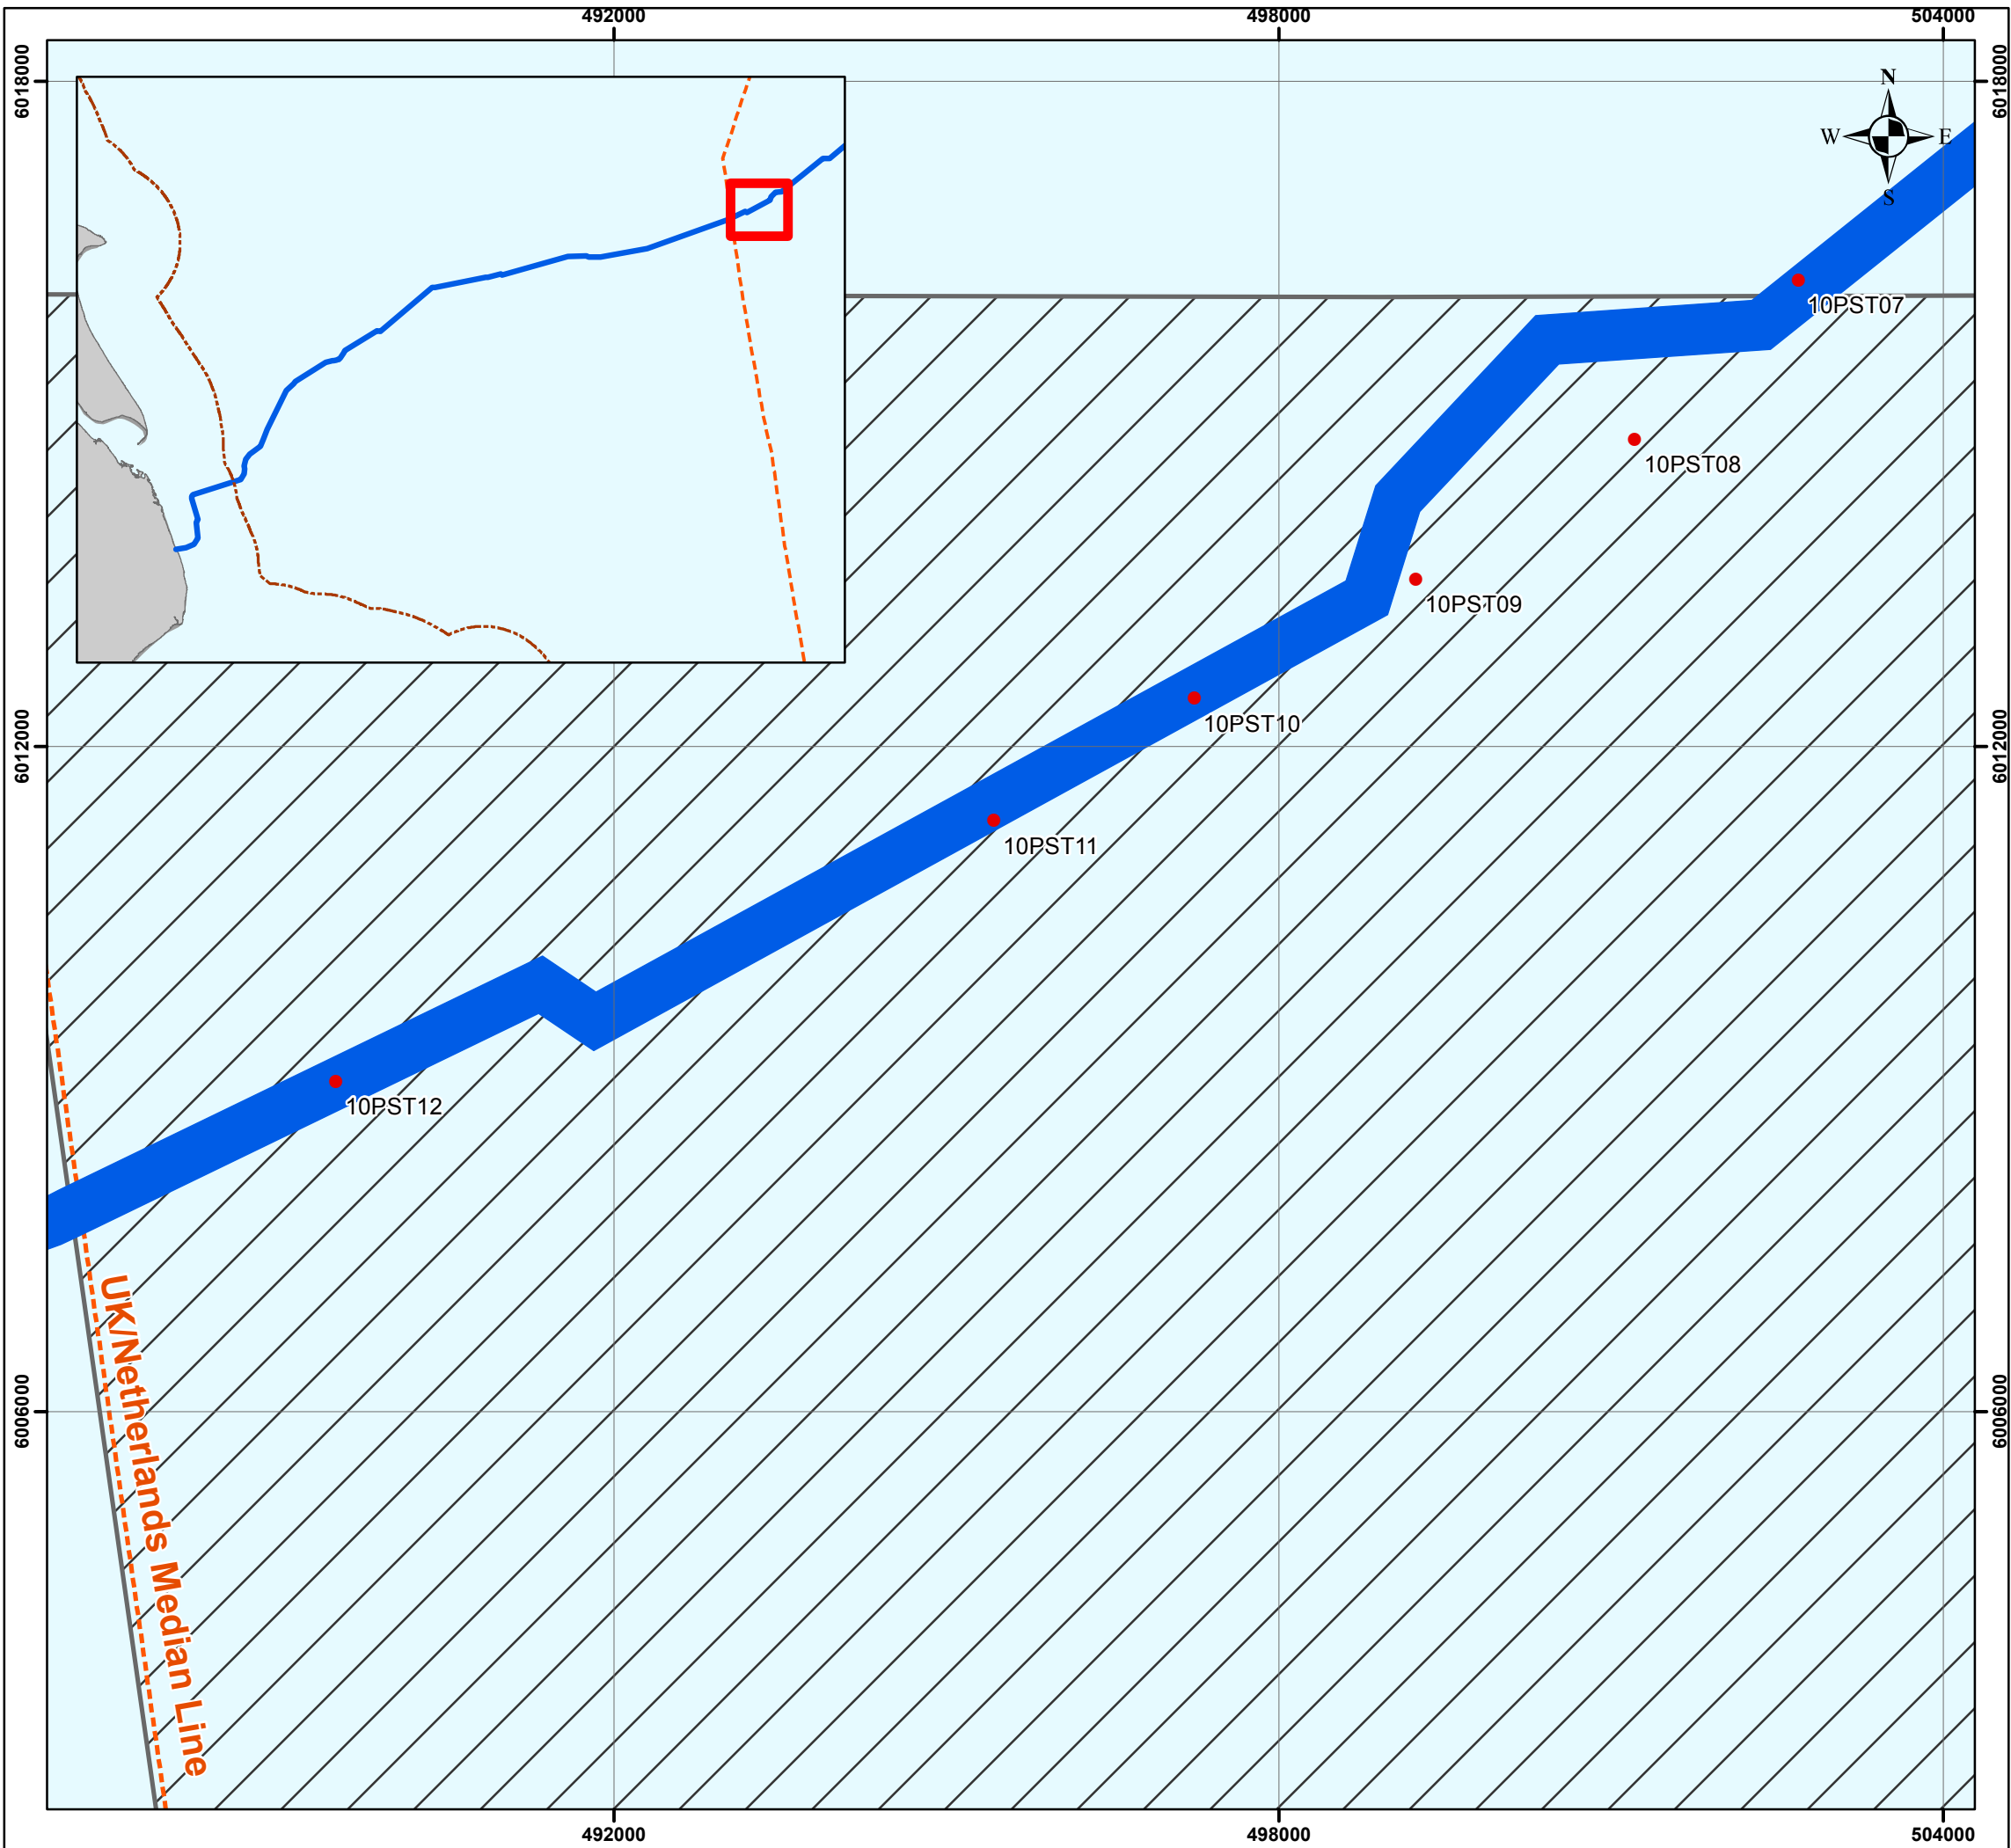 492000 498000 504000
6018000 6018000
N
W E
S
10PST07
10PST08
10PST09
10PST10
6012000 6012000
10PST11
10PST12
UK/Netherlands Median Line
6006000 6006000
492000 498000 504000